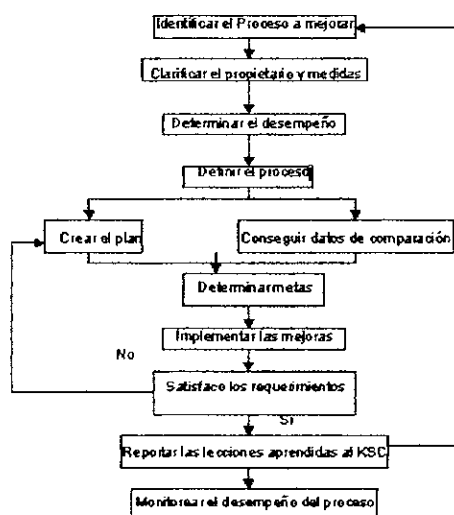 Identificar el Proceso a mejorar
Clarificar el propietario y medidas
Determinar el desempeño
Definir el proceso
Crear el plan
Conseguir datos de comparación
Determinar metas
Implementar las mejoras
No
Satisfaco los requerimientos
Si
Reportar las lecciones aprendidas al KSC
Monitorear el desempeño del proceso